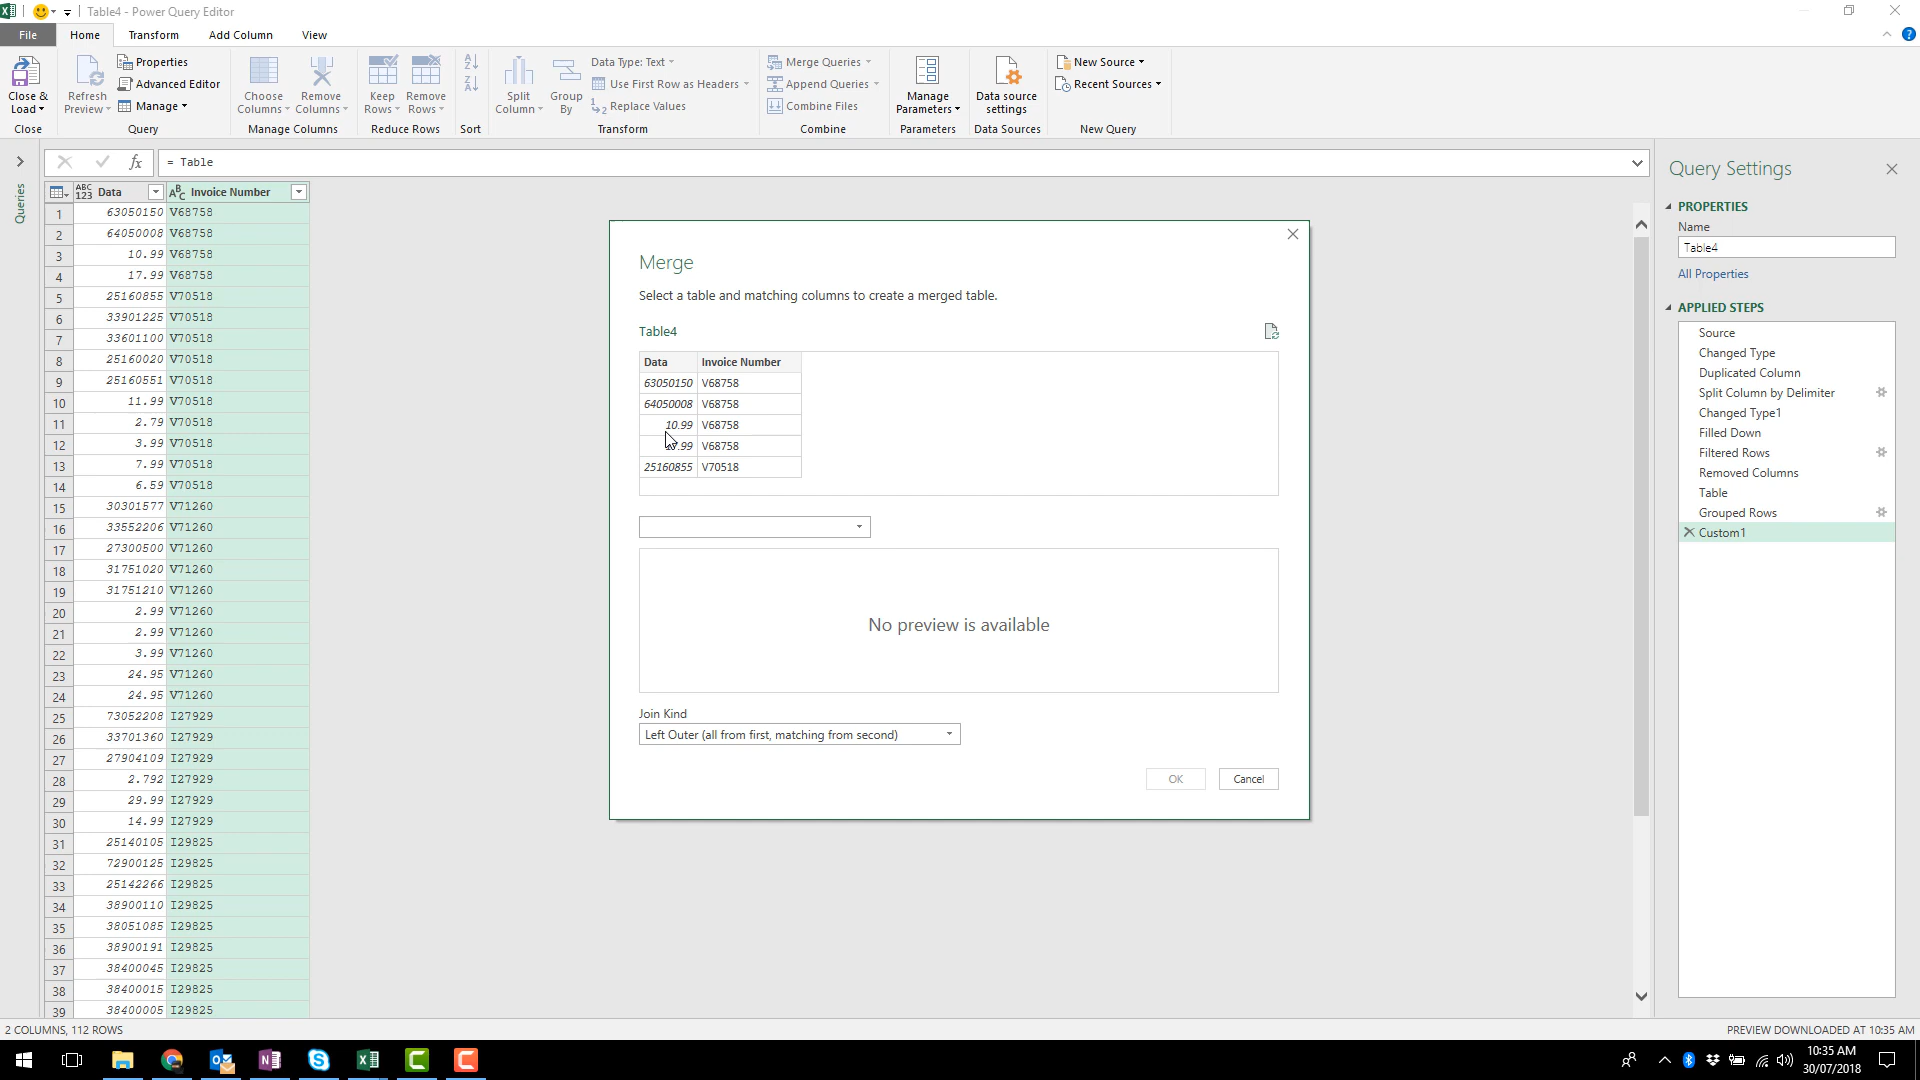 Table4 - Power Query Editor
File
Home
Transform
Add Column
View
Close &
Load
Close
Refresh
Preview
Properties
Advanced Editor
Manage
Query
Choose
Columns
Remove
Columns
Manage Columns
Keep
Rows
Remove
Rows
Reduce Rows
Sort
Split
Column
Group
By
Data Type: Text
Use First Row as Headers
Replace Values
Transform
Merge Queries
Append Queries
Combine Files
Combine
Manage
Parameters
Parameters
Data source
settings
Data Sources
New Source
Recent Sources
New Query
fx
= Table
Queries
ABC 123 Data
ABC Invoice Number
1 63050150 V68758
2 64050008 V68758
3 10.99 V68758
4 17.99 V68758
5 25160855 V70518
6 33901225 V70518
7 33601100 V70518
8 25160020 V70518
9 25160551 V70518
10 11.99 V70518
11 2.79 V70518
12 3.99 V70518
13 7.99 V70518
14 6.59 V70518
15 30301577 V71260
16 33552206 V71260
17 27300500 V71260
18 31751020 V71260
19 31751210 V71260
20 2.99 V71260
21 2.99 V71260
22 3.99 V71260
23 24.95 V71260
24 24.95 V71260
25 73052208 I27929
26 33701360 I27929
27 27904109 I27929
28 2.792 I27929
29 29.99 I27929
30 14.99 I27929
31 25140105 I29825
32 72900125 I29825
33 25142266 I29825
34 38900110 I29825
35 38051085 I29825
36 38900191 I29825
37 38400045 I29825
38 38400015 I29825
39 38400005 I29825
Merge
Select a table and matching columns to create a merged table.
Table4
Data Invoice Number
63050150 V68758
64050008 V68758
10.99 V68758
.99 V68758
25160855 V70518
No preview is available
Join Kind
Left Outer (all from first, matching from second)
OK
Cancel
Query Settings
PROPERTIES
Name
Table4
All Properties
APPLIED STEPS
Source
Changed Type
Duplicated Column
Split Column by Delimiter
Changed Type1
Filled Down
Filtered Rows
Removed Columns
Table
Grouped Rows
Custom1
2 COLUMNS, 112 ROWS
PREVIEW DOWNLOADED AT 10:35 AM
10:35 AM
30/07/2018